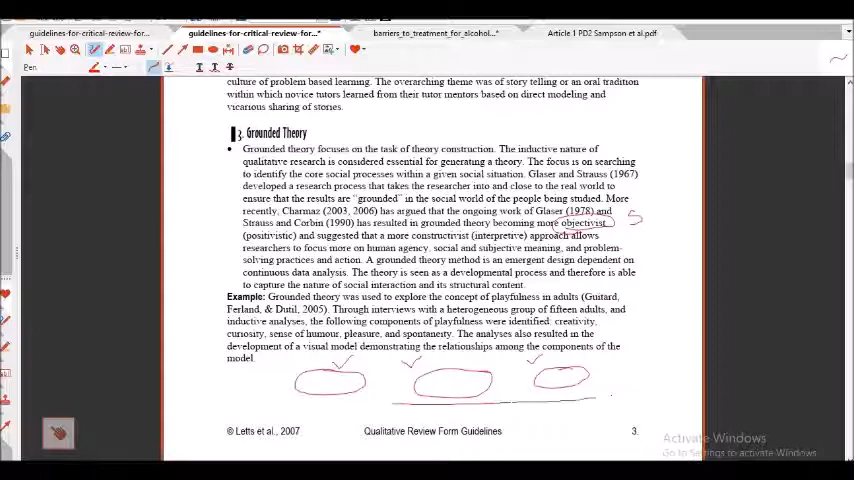 guidelines-for-critical-review-for...
guidelines-for-critical-review-for...*
barriers_to_treatment_for_alcohol...*
Article 1 PD2 Sampson et al.pdf
Pen
culture of problem based learning. The overarching theme was of story telling or an oral tradition
within which novice tutors learned from their tutor mentors based on direct modeling and
vicarious sharing of stories.
3. Grounded Theory
• Grounded theory focuses on the task of theory construction. The inductive nature of
qualitative research is considered essential for generating a theory. The focus is on searching
to identify the core social processes within a given social situation. Glaser and Strauss (1967)
developed a research process that takes the researcher into and close to the real world to
ensure that the results are “grounded” in the social world of the people being studied. More
recently, Charmaz (2003, 2006) has argued that the ongoing work of Glaser (1978) and
Strauss and Corbin (1990) has resulted in grounded theory becoming more objectivist
(positivistic) and suggested that a more constructivist (interpretive) approach allows
researchers to focus more on human agency, social and subjective meaning, and problem-
solving practices and action. A grounded theory method is an emergent design dependent on
continuous data analysis. The theory is seen as a developmental process and therefore is able
to capture the nature of social interaction and its structural content.
Example: Grounded theory was used to explore the concept of playfulness in adults (Guitard,
Ferland, & Dutil, 2005). Through interviews with a heterogeneous group of fifteen adults, and
inductive analyses, the following components of playfulness were identified: creativity,
curiosity, sense of humour, pleasure, and spontaneity. The analyses also resulted in the
development of a visual model demonstrating the relationships among the components of the
model.
© Letts et al., 2007
Qualitative Review Form Guidelines
3.
Activate Windows
Go to Settings to activate Windows.